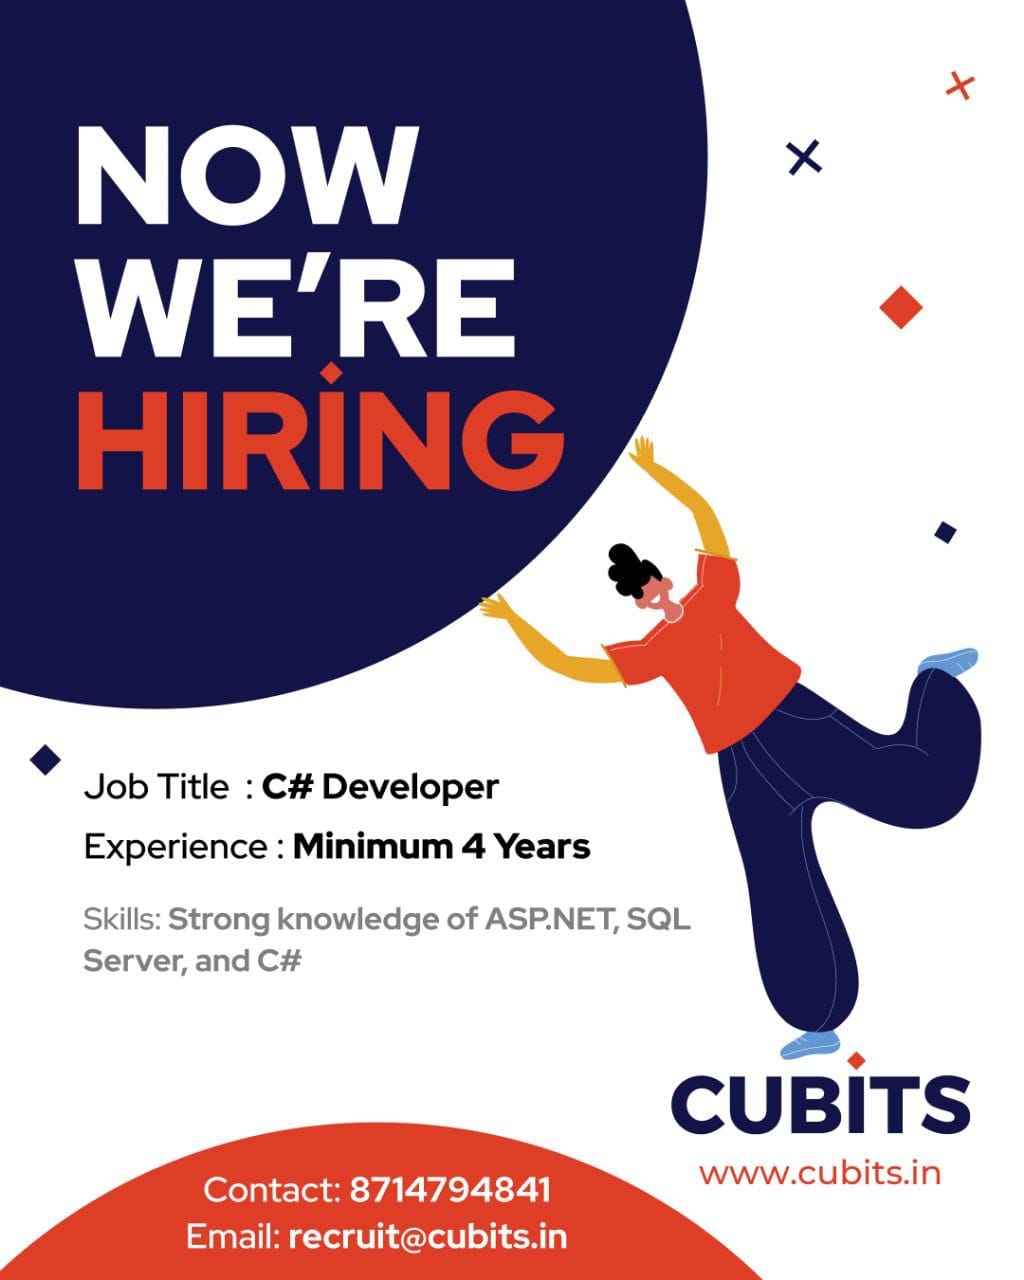 NOW
WE’RE
HIRING
Job Title : C# Developer
Experience : Minimum 4 Years
Skills: Strong knowledge of ASP.NET, SQL
Server, and C#
CUBITS
www.cubits.in
Contact: 8714794841
Email: recruit@cubits.in